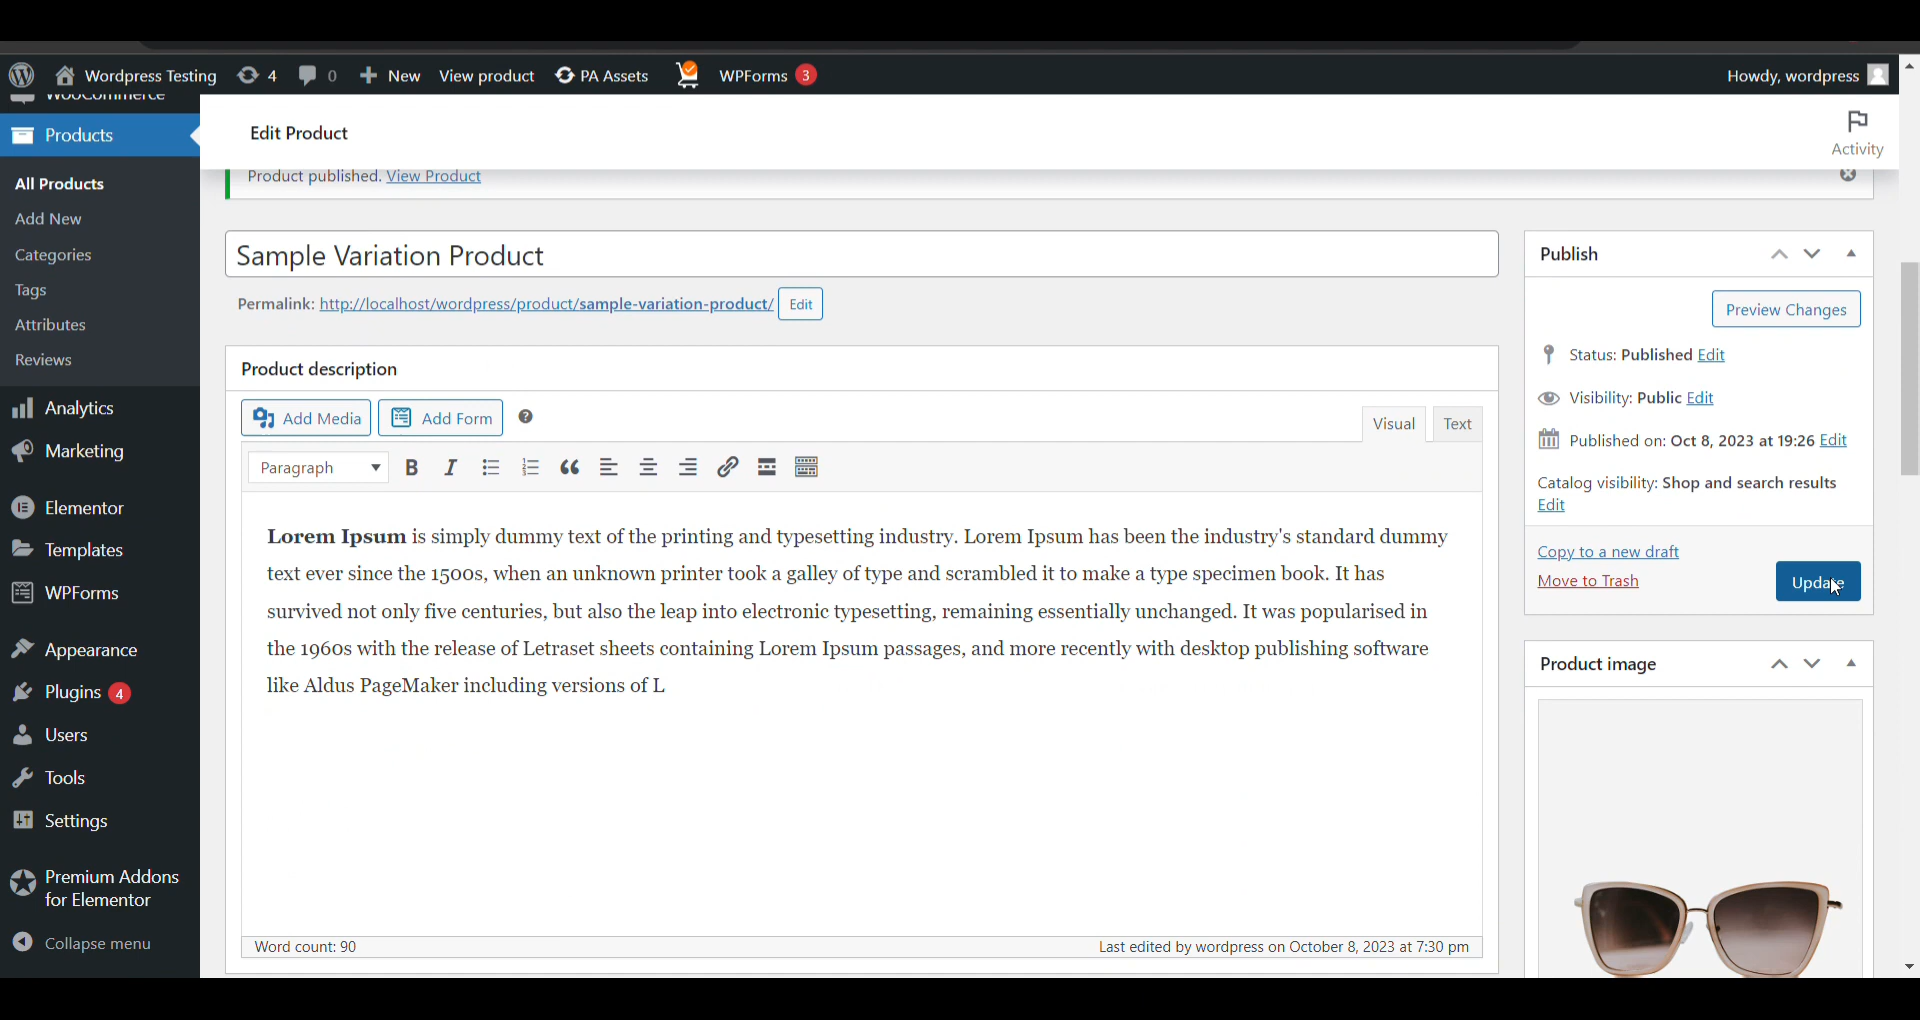 Wordpress Testing 4 0 New View product PA Assets WPForms 3 Howdy, wordpress
WooCommerce
Products
Edit Product
Activity
All Products
Add New
Categories
Tags
Attributes
Reviews
Analytics
Marketing
Elementor
Templates
WPForms
Appearance
Plugins 4
Users
Tools
Settings
Premium Addons
for Elementor
Collapse menu
Product published. View Product
Sample Variation Product
Permalink: http://localhost/wordpress/product/sample-variation-product/ Edit
Product description
Add Media Add Form
Visual Text
Paragraph
Lorem Ipsum is simply dummy text of the printing and typesetting industry. Lorem Ipsum has been the industry's standard dummy
text ever since the 1500s, when an unknown printer took a galley of type and scrambled it to make a type specimen book. It has
survived not only five centuries, but also the leap into electronic typesetting, remaining essentially unchanged. It was popularised in
the 1960s with the release of Letraset sheets containing Lorem Ipsum passages, and more recently with desktop publishing software
like Aldus PageMaker including versions of L
Word count: 90 Last edited by wordpress on October 8, 2023 at 7:30 pm
Publish
Preview Changes
Status: Published Edit
Visibility: Public Edit
Published on: Oct 8, 2023 at 19:26 Edit
Catalog visibility: Shop and search results
Edit
Copy to a new draft
Move to Trash
Update
Product image